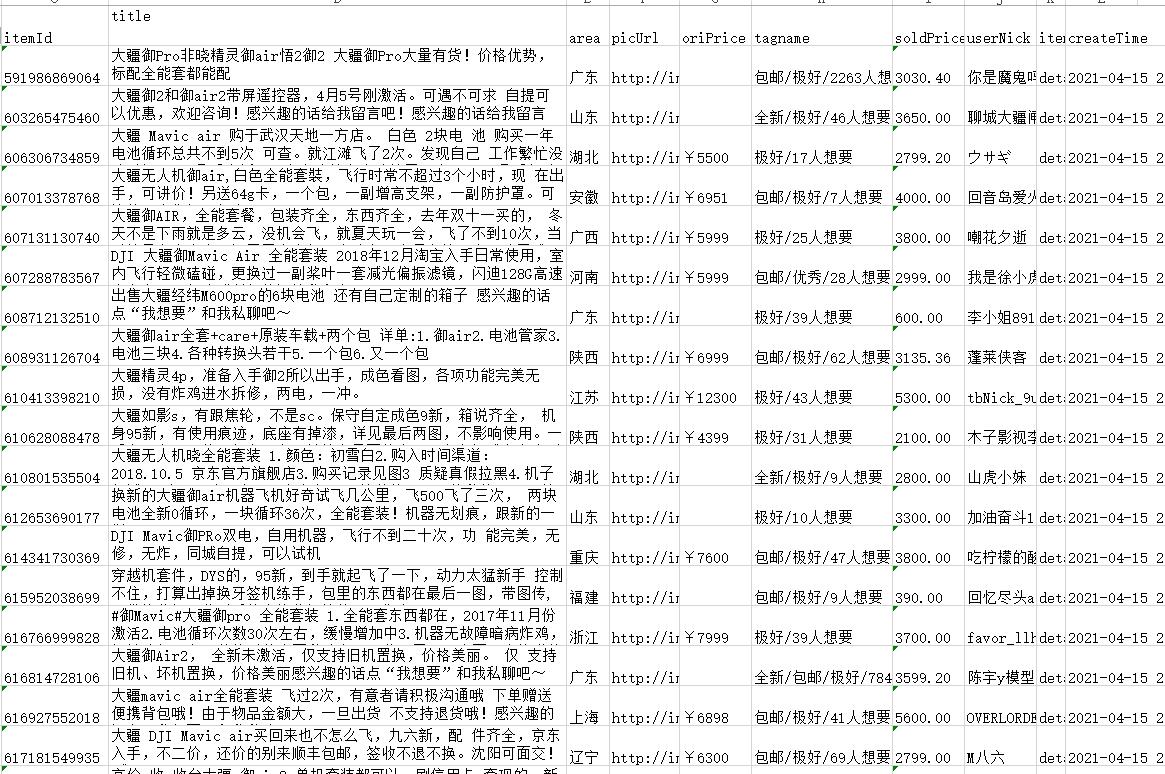 title
itemId area picUrl oriPrice tagname soldPrice userNick createTime
大疆御Pro非晓精灵御air悟2御2 大疆御Pro大量有货！价格优势，
标配全能套都能配
591986869064 广东 http://in 包邮/极好/2263人想 3030.40 你是魔鬼吗 det 2021-04-15 2
大疆御2和御air2带屏遥控器，4月5号刚激活。可遇不可求 自提可
以优惠，欢迎咨询！感兴趣的话给我留言吧！感兴趣的话给我留言
603265475460 山东 http://in 全新/极好/46人想要 3650.00 聊城大疆 det 2021-04-15 2
大疆 Mavic air 购于武汉天地一方店。 白色 2块电 池 购买一年
电池循环总共不到5次 可查。就江滩飞了2次。发现自己 工作繁忙没
606306734859 湖北 http://in ￥5500 极好/17人想要 2799.20 ウサギ det 2021-04-15 2
大疆无人机御air,白色全能套装，飞行时常不超过3个小时，现 在出
手，可讲价！另送64g卡，一个包，一副增高支架，一副防护罩。可
607013378768 安徽 http://in ￥6951 包邮/极好/7人想要 4000.00 回音岛爱 det 2021-04-15 2
大疆御AIR，全能套餐，包装齐全，东西齐全，去年双十一买的， 冬
天不是下雨就是多云，没机会飞，就夏天玩一会，飞了不到10次，当
607131130740 广西 http://in ￥5999 极好/25人想要 3800.00 嘲花夕逝 det 2021-04-15 2
DJI 大疆御Mavic Air 全能套装 2018年12月淘宝入手日常使用，室
内飞行轻微磕碰，更换过一副桨叶一套减光偏振滤镜，闪迪128G高速
607288783567 河南 http://in ￥5999 包邮/优秀/28人想要 2999.00 我是徐小 det 2021-04-15 2
出售大疆经纬M600pro的6块电池 还有自己定制的箱子 感兴趣的话
点“我想要”和我私聊吧～
608712132510 广东 http://in 极好/39人想要 600.00 李小姐891 det 2021-04-15 2
大疆御air全套+care+原装车载+两个包 详单:1.御air2.电池管家3.
电池三块4.各种转换头若干5.一个包6.又一个包
608931126704 陕西 http://in ￥6999 包邮/极好/62人想要 3135.36 蓬莱侠客 det 2021-04-15 2
大疆精灵4p，准备入手御2所以出手，成色看图，各项功能完美无
损，没有炸鸡进水拆修，两电，一冲。
610413398210 江苏 http://in ￥12300 极好/43人想要 5300.00 tbNick_9 det 2021-04-15 2
大疆如影s，有跟焦轮，不是sc。保守自定成色9新，箱说齐全， 机
身95新，有使用痕迹，底座有掉漆，详见最后两图，不影响使用。一
610628088478 陕西 http://in ￥4399 极好/31人想要 2100.00 木子影视 det 2021-04-15 2
大疆无人机晓全能套装 1.颜色: 初雪白2.购入时间渠道:
2018.10.5 京东官方旗舰店3.购买记录见图3 质疑真假拉黑4.机子
610801535504 湖北 http://in 全新/极好/9人想要 2800.00 山虎小妹 det 2021-04-15 2
换新的大疆御air机器飞机好奇试飞几公里，飞500飞了三次， 两块
电池全新0循环，一块循环36次，全能套装！机器无划痕，跟新的一
612653690177 山东 http://in 极好/10人想要 3300.00 加油奋斗1 det 2021-04-15 2
DJI Mavic御PRo双电，自用机器，飞行不到二十次，功 能完美，无
修，无炸，同城自提，可以试机
614341730369 重庆 http://in ￥7600 包邮/极好/47人想要 3800.00 吃柠檬的 det 2021-04-15 2
穿越机套件，DYS的，95新，到手就起飞了一下，动力太猛新手 控制
不住，打算出掉换牙签机练手，包里的东西都在最后一图，带图传，
615952038699 福建 http://in 包邮/极好/9人想要 390.00 回忆尽头a det 2021-04-15 2
#御Mavic#大疆御pro 全能套装 1.全能套东西都在，2017年11月份
激活2.电池循环次数30次左右，缓慢增加中3.机器无故障暗病炸鸡，
616766999828 浙江 http://in ￥7999 极好/39人想要 3700.00 favor_llh det 2021-04-15 2
大疆御Air2， 全新未激活，仅支持旧机置换，价格美丽。 仅 支持
旧机、坏机置换，价格美丽感兴趣的话点“我想要”和我私聊吧～
616814728106 广东 http://in 全新/包邮/极好/784 3599.20 陈宇y模型 det 2021-04-15 2
大疆mavic air全能套装 飞过2次，有意者请积极沟通哦 下单赠送
便携背包哦！由于物品金额大，一旦出货 不支持退货哦！感兴趣的
616927552018 上海 http://in ￥6898 包邮/极好/41人想要 5600.00 OVERLORD det 2021-04-15 2
大疆 DJI Mavic air买回来也不怎么飞，九六新，配 件齐全，京东
入手，不二价，还价的别来顺丰包邮，签收不退不换。沈阳可面交！
617181549935 辽宁 http://in ￥6300 包邮/极好/69人想要 2799.00 M八六 det 2021-04-15 2